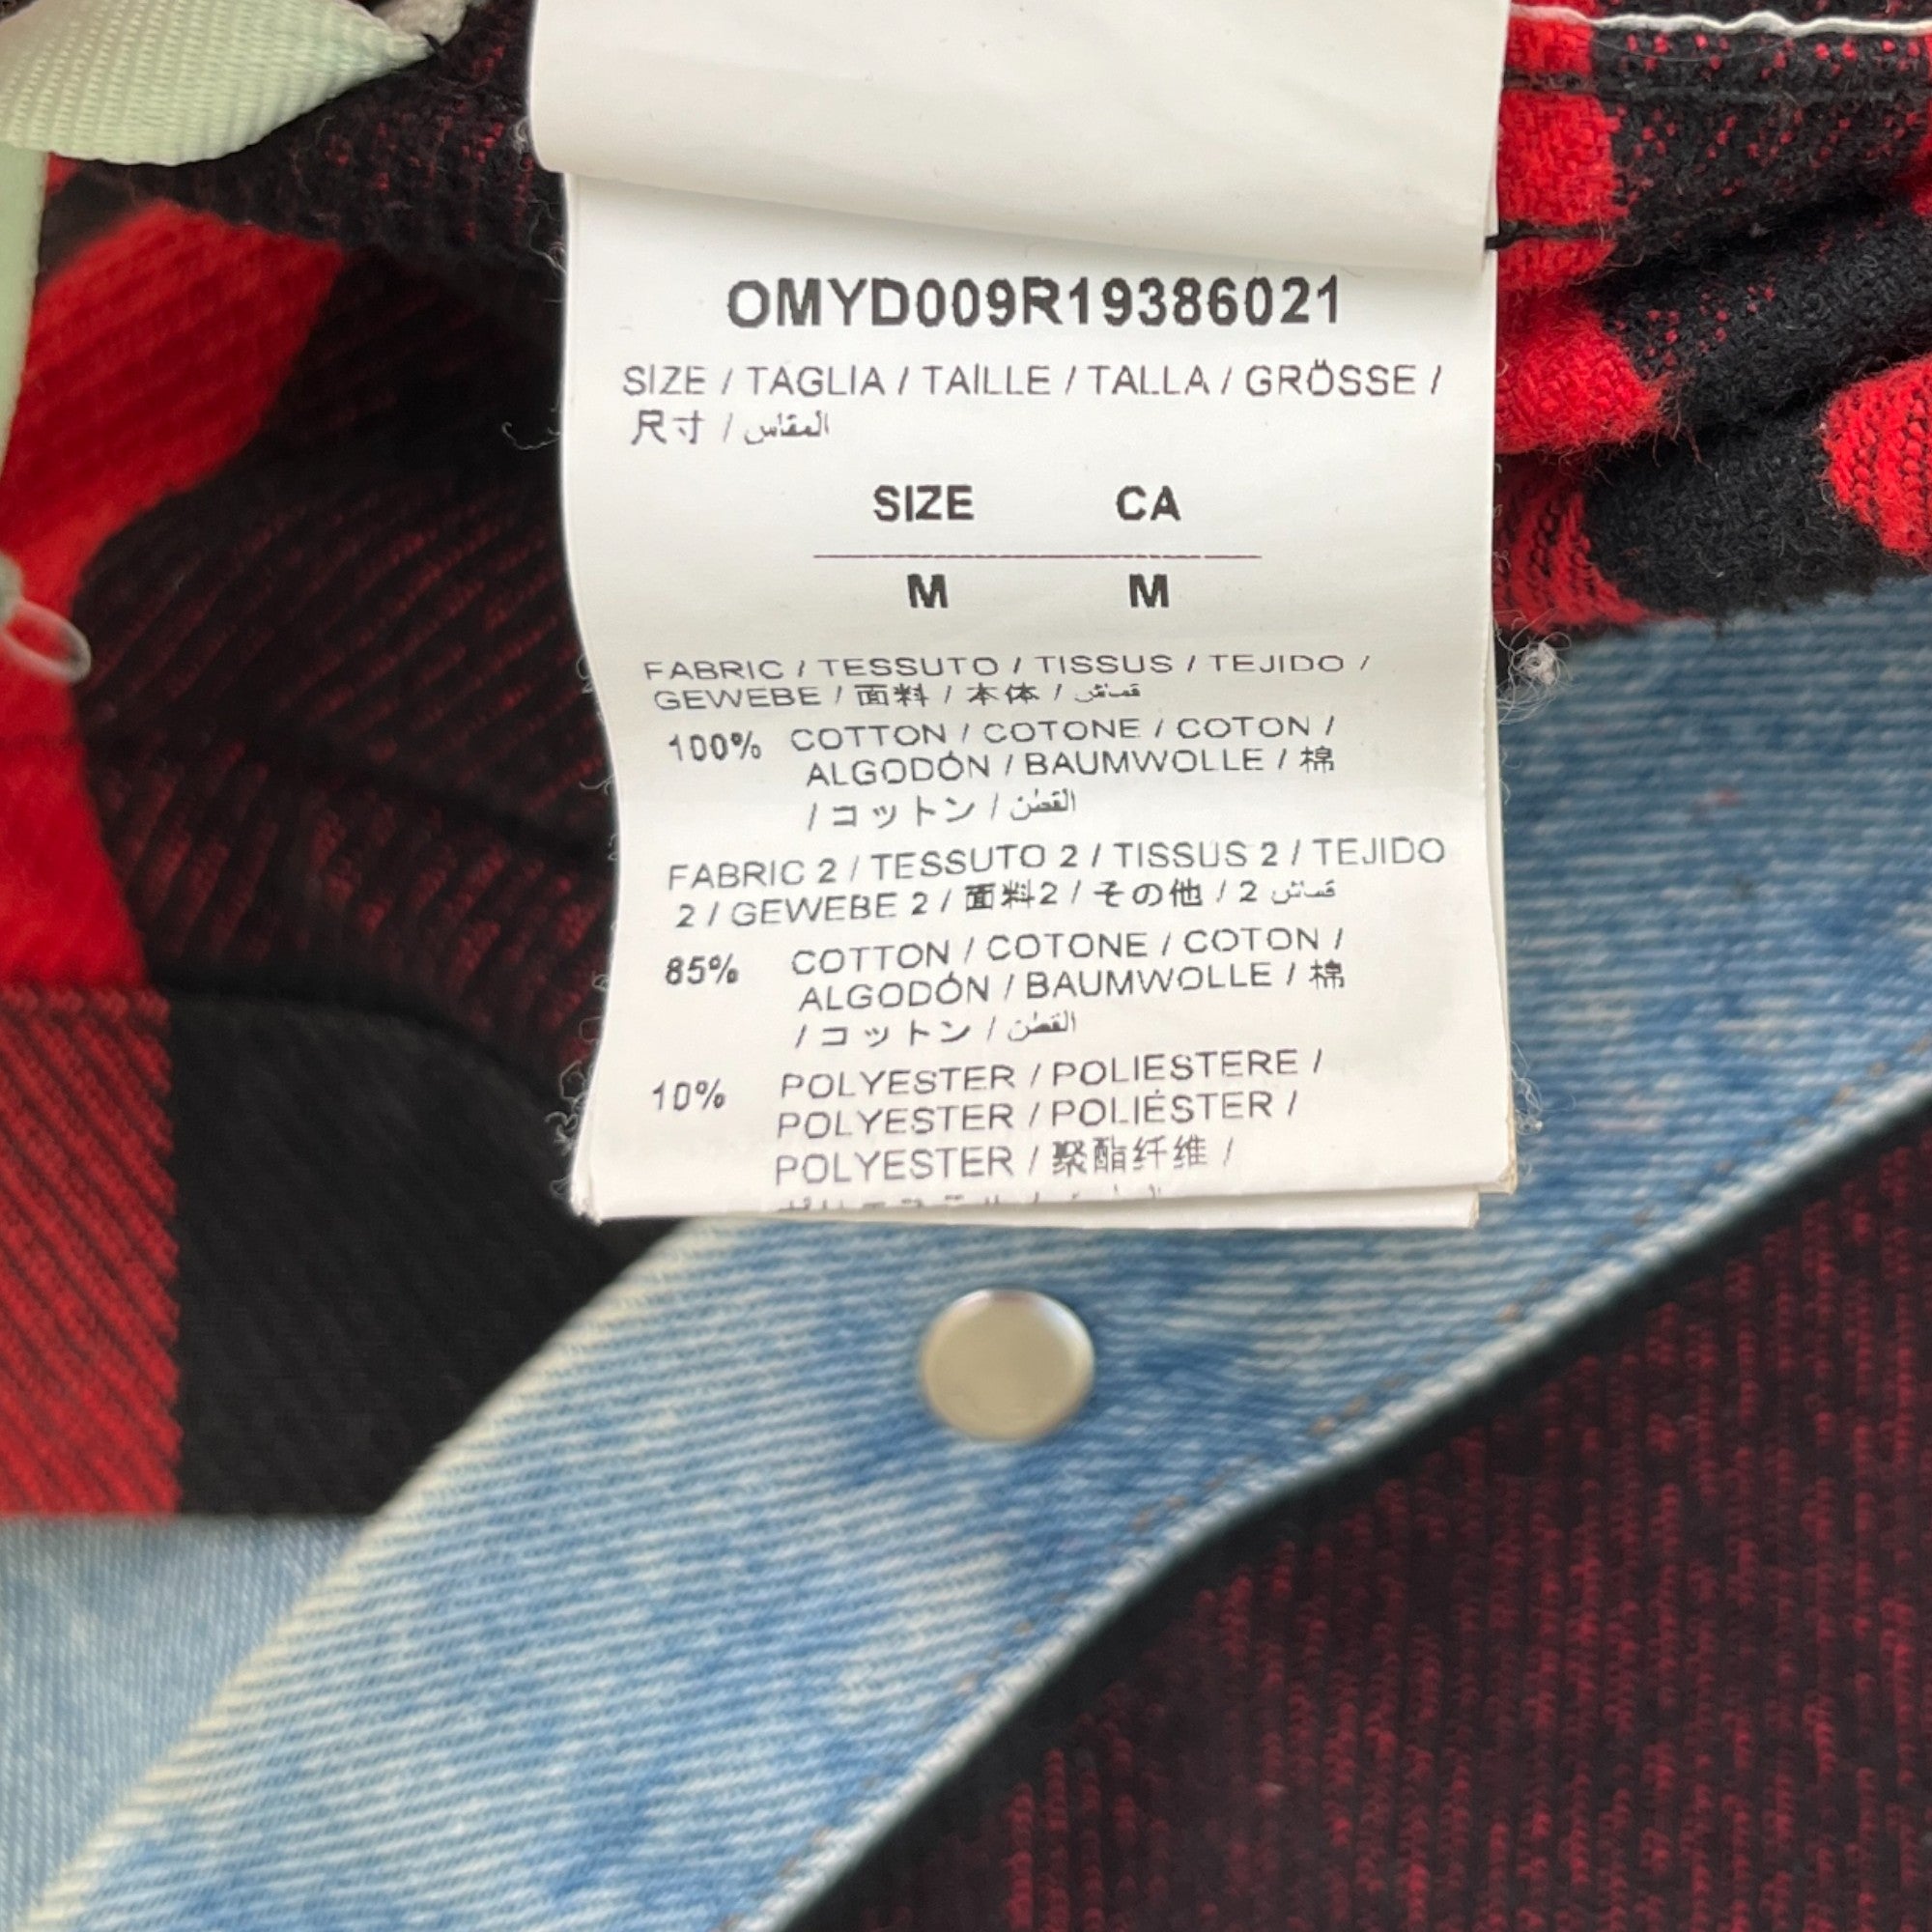 OMYD009R19386021
SIZE / TAGLIA / TAILLE / TALLA / GRÖSSE /
尺寸 / المقاس
SIZE CA
M M
FABRIC / TESSUTO / TISSUS / TEJIDO /
GEWEBE / 面料 / 本体 / قماش
100% COTTON / COTONE / COTON /
ALGODÓN / BAUMWOLLE / 棉
/ コットン / القطن
FABRIC 2 / TESSUTO 2 / TISSUS 2 / TEJIDO
2 / GEWEBE 2 / 面料2 / その他 / 2 قماش
85% COTTON / COTONE / COTON /
ALGODÓN / BAUMWOLLE / 棉
/ コットン / القطن
10% POLYESTER / POLIESTERE /
POLYESTER / POLIÉSTER /
POLYESTER / 聚酯纤维 /